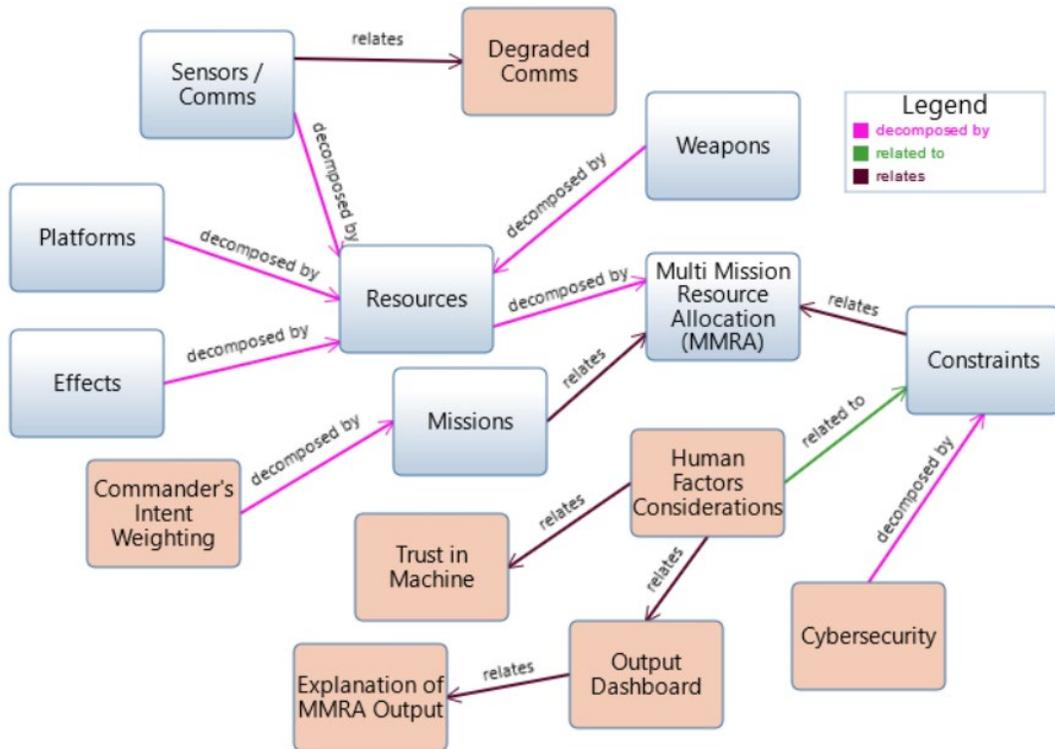 relates
Degraded
Comms
Sensors /
Comms
Legend
decomposed by
related to
relates
decomposed by
Weapons
decomposed by
Platforms
decomposed by
Multi Mission
Resource
Allocation
(MMRA)
Resources
decomposed by
relates
Constraints
decomposed by
Effects
relates
Missions
related to
decomposed by
Human
Factors
Considerations
decomposed by
Commander's
Intent
Weighting
relates
Trust in
Machine
relates
Cybersecurity
Output
Dashboard
relates
Explanation of
MMRA Output